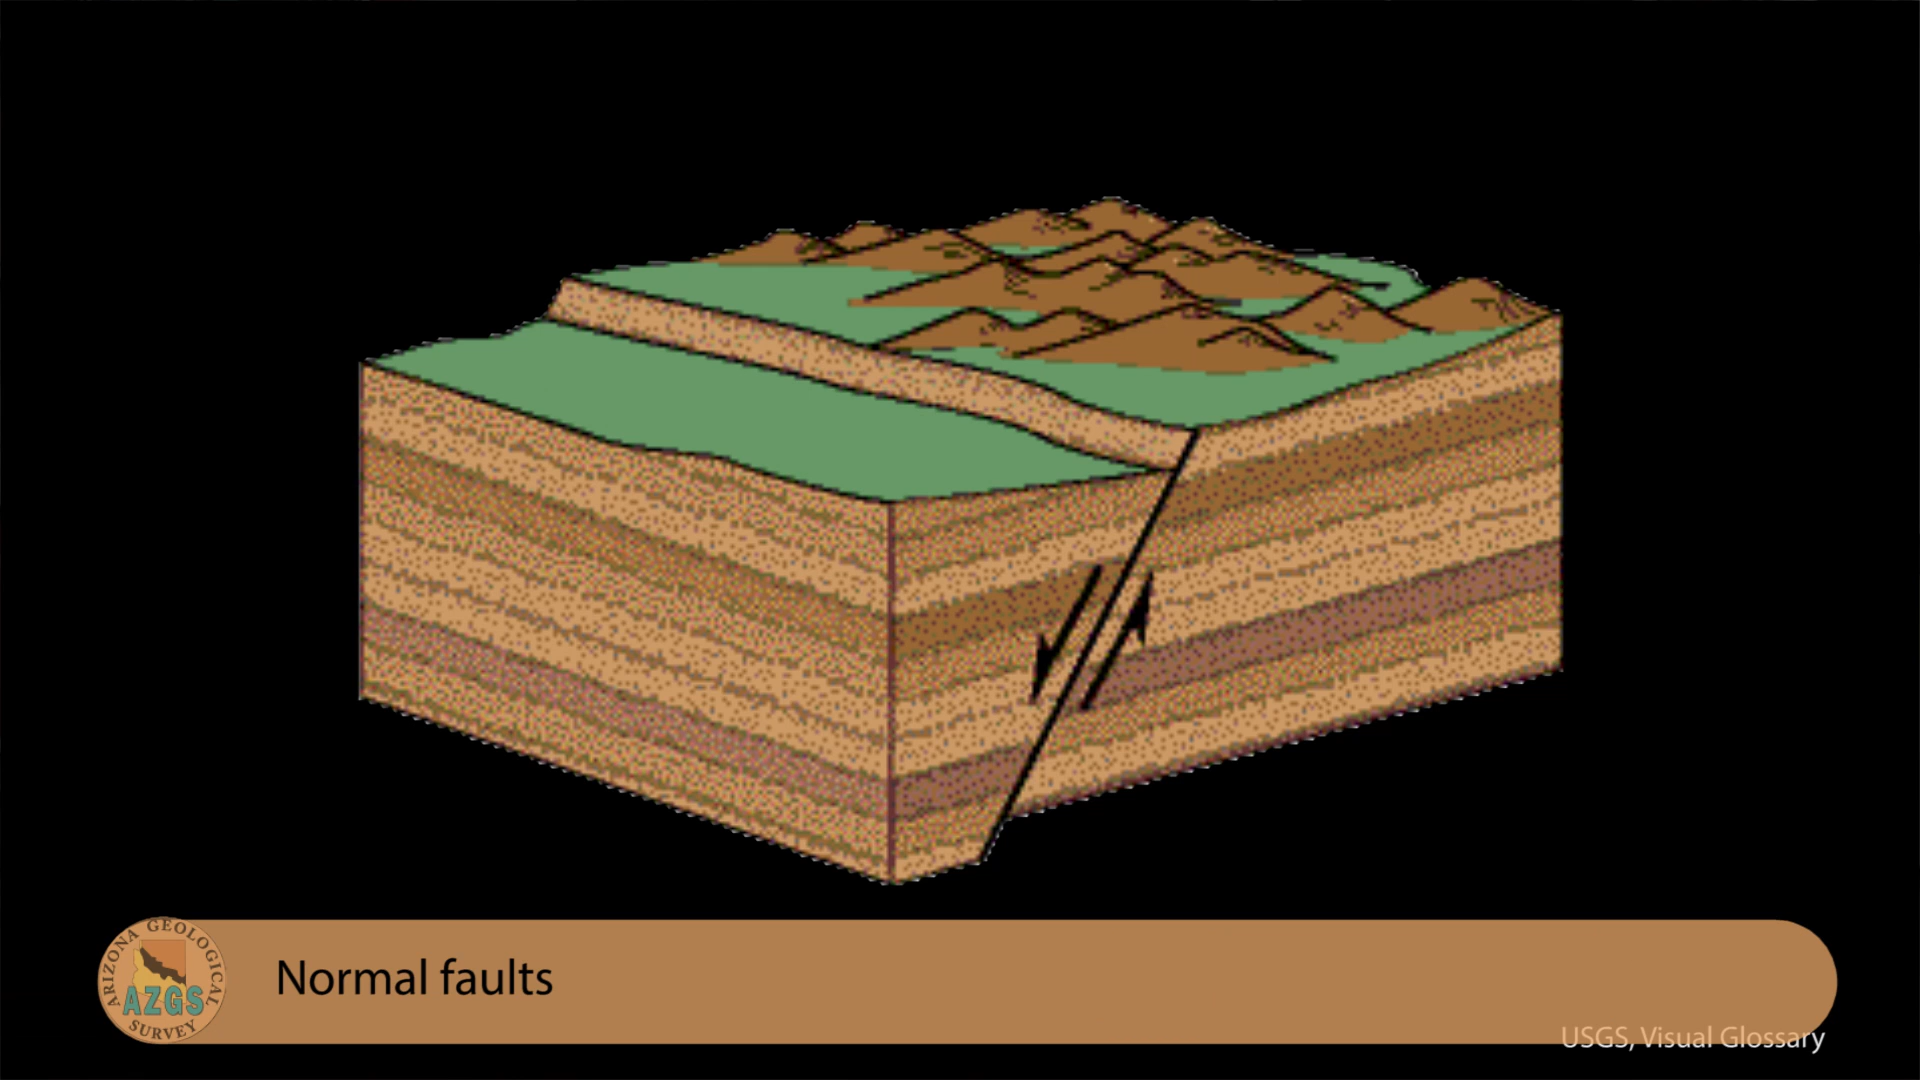 Normal faults
ARIZONA GEOLOGICAL
AZGS
SURVEY
USGS, Visual Glossary